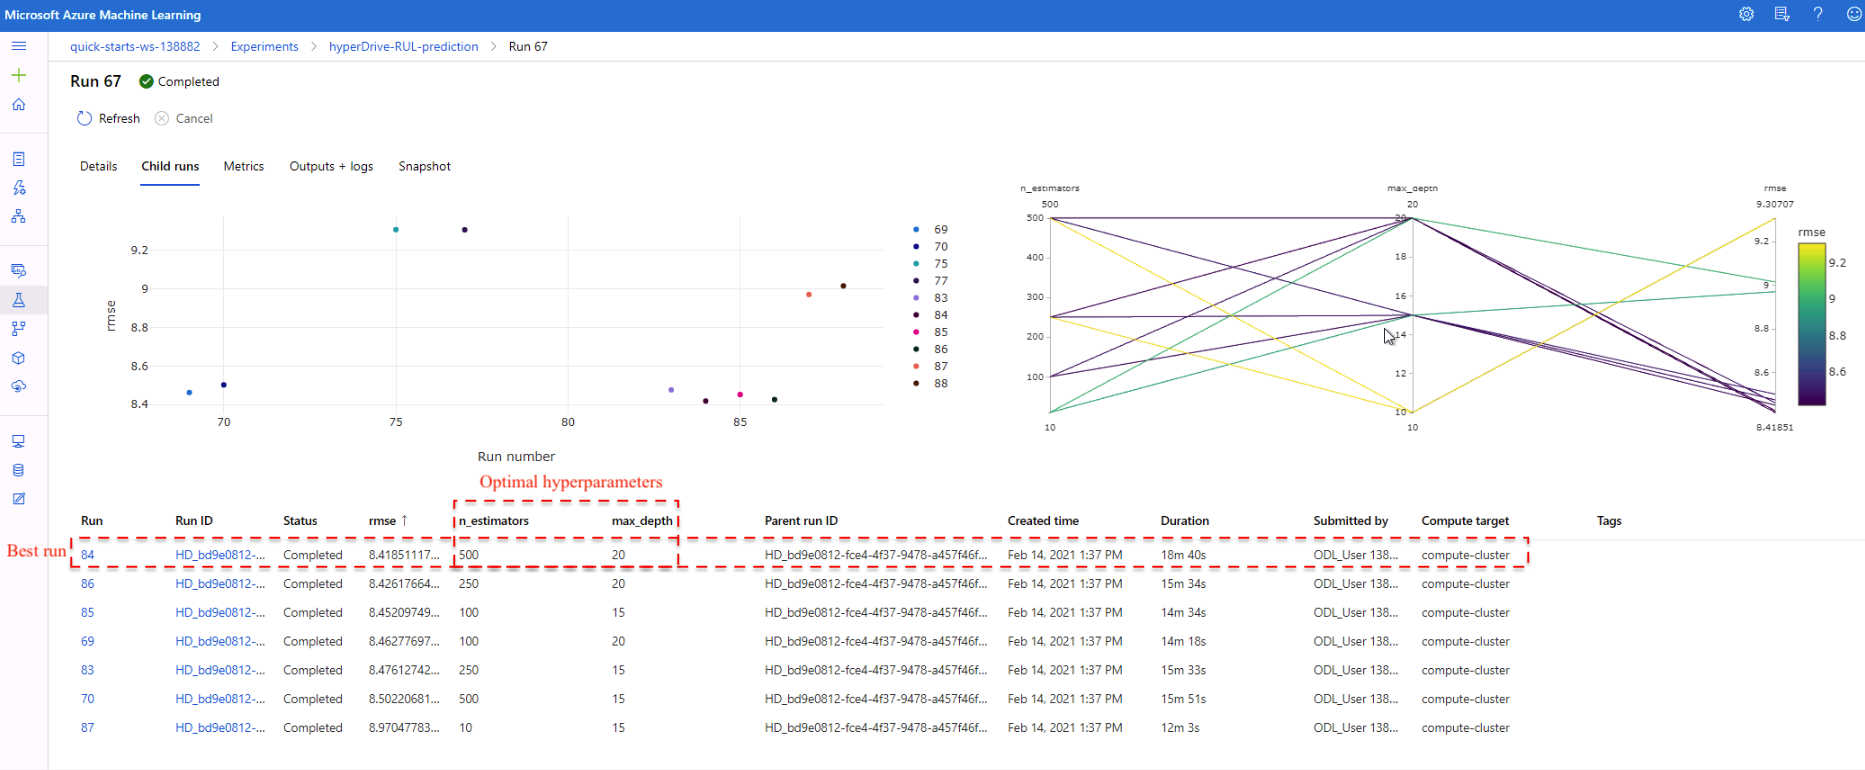 Microsoft Azure Machine Learning
quick-starts-ws-138882 > Experiments > hyperDrive-RUL-prediction > Run 67
Run 67 Completed
Refresh Cancel
Details Child runs Metrics Outputs + logs Snapshot
rmse
9.2
9
8.8
8.6
8.4
70 75 80 85
Run number
69
70
75
77
83
84
85
86
87
88
n_estimators max_depth rmse
500 20 9.30707
500
400
300
200
100
10
20
18
16
14
12
10
10
9.2
9
8.8
8.6
8.41851
rmse
9.2
9
8.8
8.6
Optimal hyperparameters
Run Run ID Status rmse ↑ n_estimators max_depth Parent run ID Created time Duration Submitted by Compute target Tags
Best run
84 HD_bd9e0812-... Completed 8.41851117... 500 20 HD_bd9e0812-fce4-4f37-9478-a457f46f... Feb 14, 2021 1:37 PM 18m 40s ODL_User 138... compute-cluster
86 HD_bd9e0812-... Completed 8.42617664... 250 20 HD_bd9e0812-fce4-4f37-9478-a457f46f... Feb 14, 2021 1:37 PM 15m 34s ODL_User 138... compute-cluster
85 HD_bd9e0812-... Completed 8.45209749... 100 15 HD_bd9e0812-fce4-4f37-9478-a457f46f... Feb 14, 2021 1:37 PM 14m 34s ODL_User 138... compute-cluster
69 HD_bd9e0812-... Completed 8.46277697... 100 20 HD_bd9e0812-fce4-4f37-9478-a457f46f... Feb 14, 2021 1:37 PM 14m 18s ODL_User 138... compute-cluster
83 HD_bd9e0812-... Completed 8.47612742... 250 15 HD_bd9e0812-fce4-4f37-9478-a457f46f... Feb 14, 2021 1:37 PM 15m 33s ODL_User 138... compute-cluster
70 HD_bd9e0812-... Completed 8.50220681... 500 15 HD_bd9e0812-fce4-4f37-9478-a457f46f... Feb 14, 2021 1:37 PM 15m 51s ODL_User 138... compute-cluster
87 HD_bd9e0812-... Completed 8.97047783... 10 15 HD_bd9e0812-fce4-4f37-9478-a457f46f... Feb 14, 2021 1:37 PM 12m 3s ODL_User 138... compute-cluster